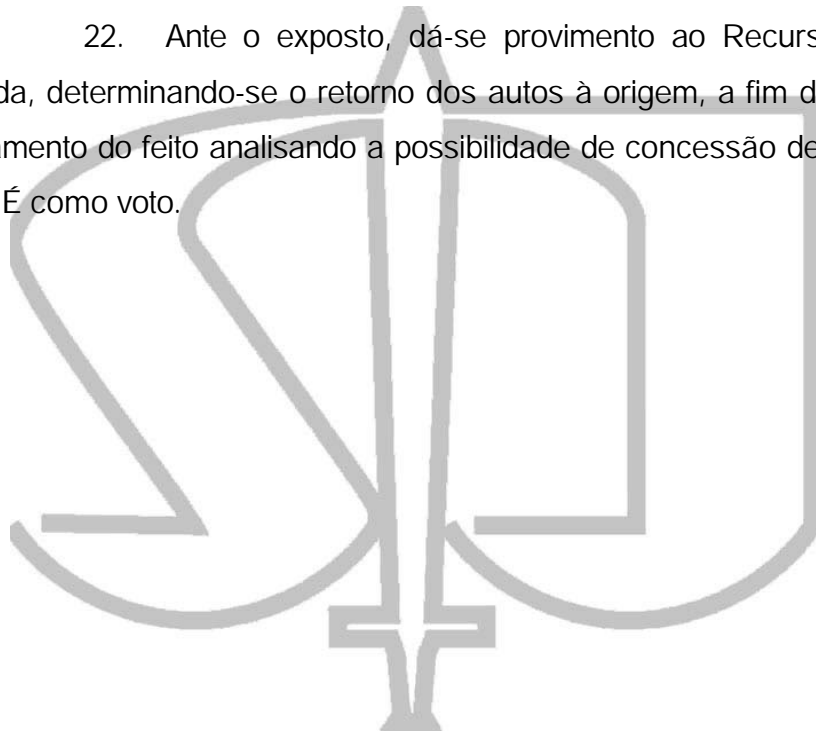 22. Ante o exposto, dá-se provimento ao
da, determinando-se o retorno dos autos à origem, a fim
amento do feito analisando a possibilidade de concessão de
É como voto.